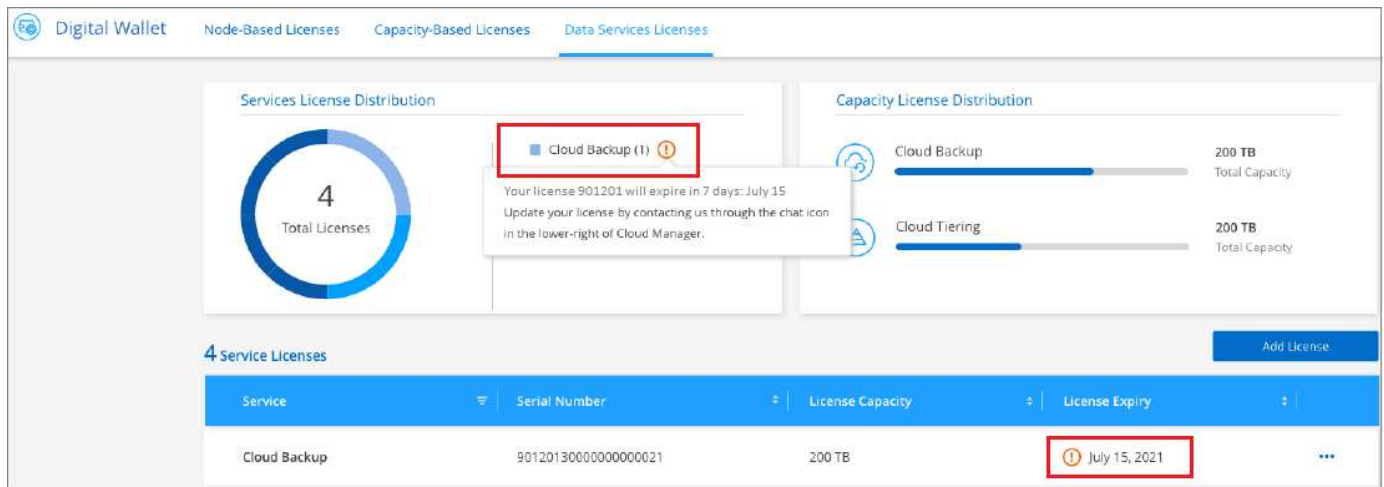 Digital Wallet
Node-Based Licenses
Capacity-Based Licenses
Data Services Licenses
Services License Distribution
4
Total Licenses
Cloud Backup (1)
Your license 901201 will expire in 7 days: July 15
Update your license by contacting us through the chat icon
in the lower-right of Cloud Manager.
Capacity License Distribution
Cloud Backup
200 TB
Total Capacity
Cloud Tiering
200 TB
Total Capacity
4 Service Licenses
Add License
Service
Serial Number
License Capacity
License Expiry
Cloud Backup
90120130000000000021
200 TB
July 15, 2021